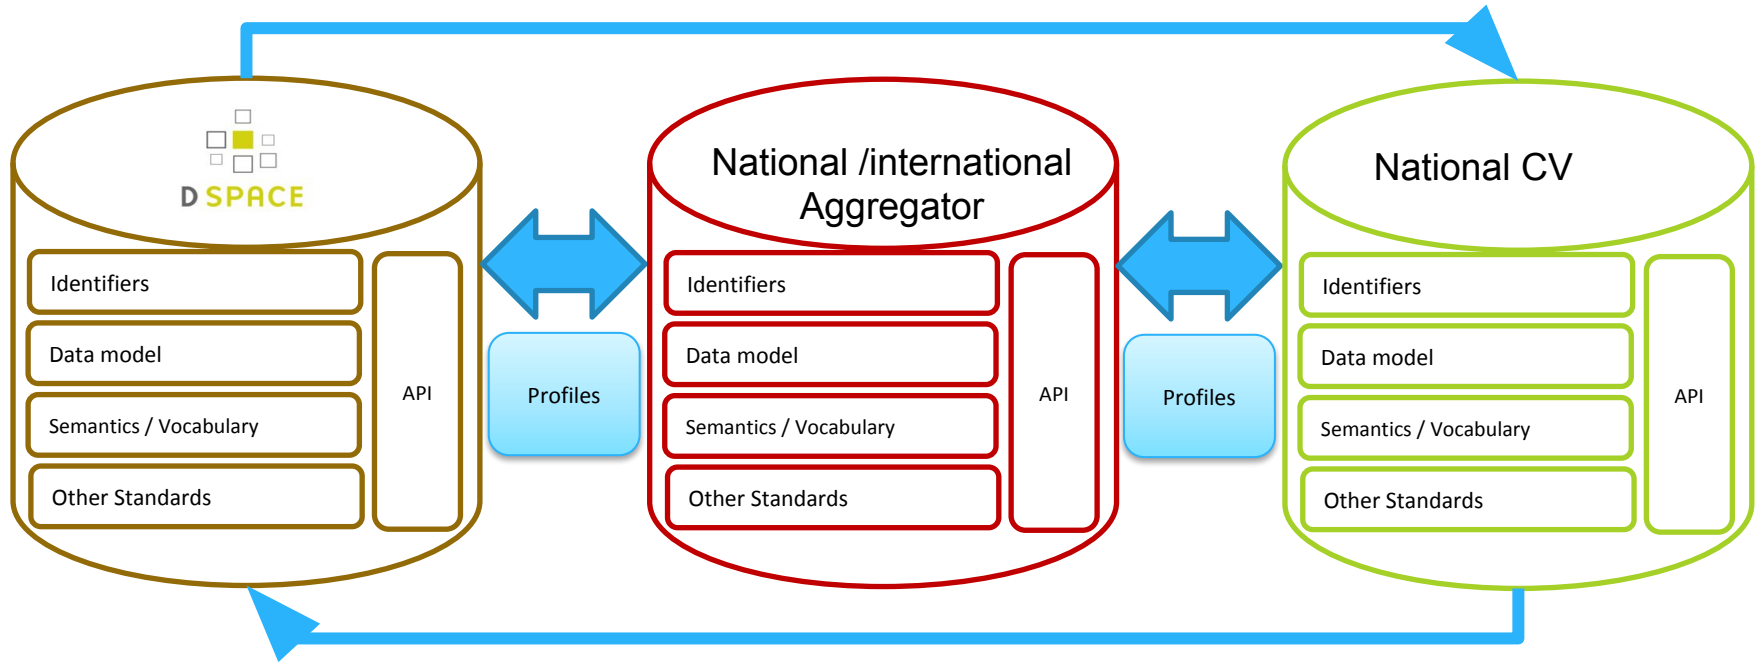 DSPACE
Identifiers
Data model
Semantics / Vocabulary
Other Standards
API
Profiles
National /international
Aggregator
Identifiers
Data model
Semantics / Vocabulary
Other Standards
API
Profiles
National CV
Identifiers
Data model
Semantics / Vocabulary
Other Standards
API